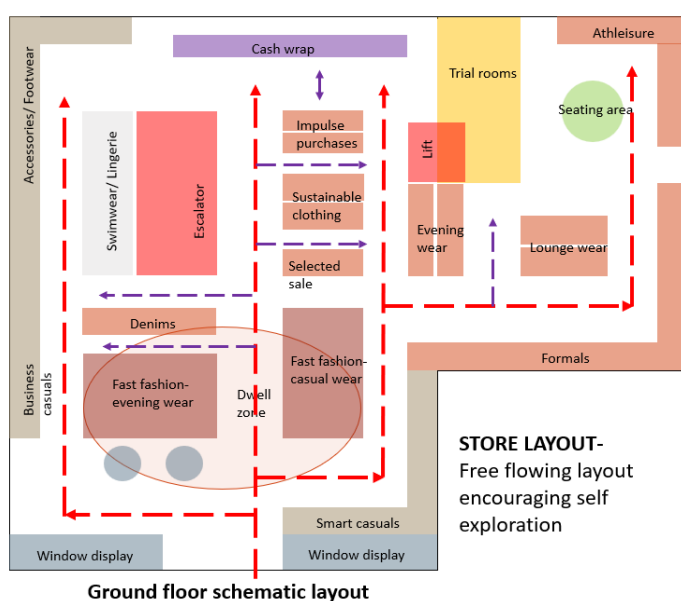 Athleisure
Cash wrap
Trial rooms
Accessories/ Footwear
Seating area
Impulse
purchases
Lift
Swimwear/ Lingerie
Escalator
Sustainable
clothing
Evening
wear
Lounge wear
Selected
sale
Denims
Formals
Fast fashion-
casual wear
Fast fashion-
evening wear
Dwell
zone
Business
casuals
STORE LAYOUT-
Free flowing layout
encouraging self
exploration
Smart casuals
Window display
Window display
Ground floor schematic layout